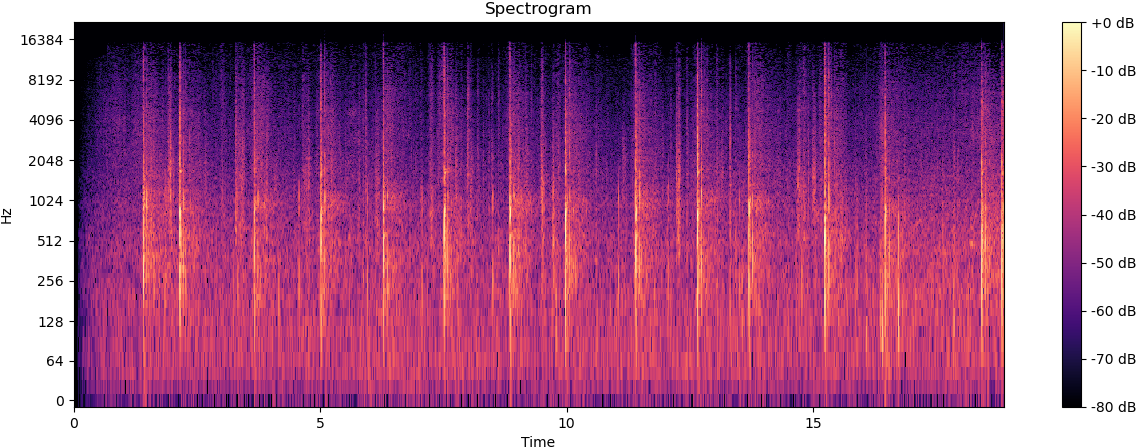 Spectrogram
16384
8192
4096
2048
1024
512
256
128
64
0
Hz
0 5 10 15
Time
+0 dB
-10 dB
-20 dB
-30 dB
-40 dB
-50 dB
-60 dB
-70 dB
-80 dB